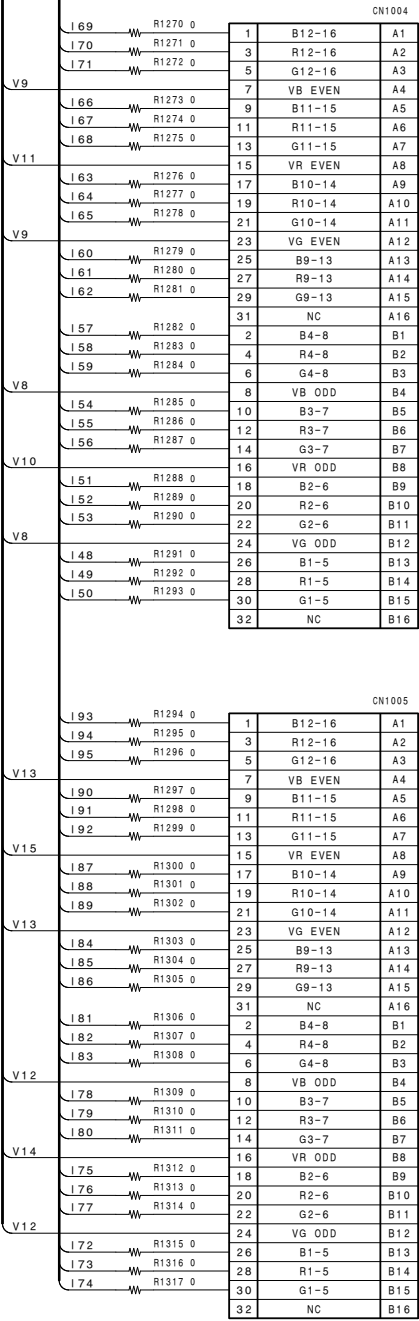 CN1004
I69 R1270 0 1 B12-16 A1
I70 R1271 0 3 R12-16 A2
I71 R1272 0 5 G12-16 A3
V9 7 VB EVEN A4
I66 R1273 0 9 B11-15 A5
I67 R1274 0 11 R11-15 A6
I68 R1275 0 13 G11-15 A7
V11 15 VR EVEN A8
I63 R1276 0 17 B10-14 A9
I64 R1277 0 19 R10-14 A10
I65 R1278 0 21 G10-14 A11
V9 23 VG EVEN A12
I60 R1279 0 25 B9-13 A13
I61 R1280 0 27 R9-13 A14
I62 R1281 0 29 G9-13 A15
31 NC A16
I57 R1282 0 2 B4-8 B1
I58 R1283 0 4 R4-8 B2
I59 R1284 0 6 G4-8 B3
V8 8 VB ODD B4
I54 R1285 0 10 B3-7 B5
I55 R1286 0 12 R3-7 B6
I56 R1287 0 14 G3-7 B7
V10 16 VR ODD B8
I51 R1288 0 18 B2-6 B9
I52 R1289 0 20 R2-6 B10
I53 R1290 0 22 G2-6 B11
V8 24 VG ODD B12
I48 R1291 0 26 B1-5 B13
I49 R1292 0 28 R1-5 B14
I50 R1293 0 30 G1-5 B15
32 NC B16
CN1005
I93 R1294 0 1 B12-16 A1
I94 R1295 0 3 R12-16 A2
I95 R1296 0 5 G12-16 A3
V13 7 VB EVEN A4
I90 R1297 0 9 B11-15 A5
I91 R1298 0 11 R11-15 A6
I92 R1299 0 13 G11-15 A7
V15 15 VR EVEN A8
I87 R1300 0 17 B10-14 A9
I88 R1301 0 19 R10-14 A10
I89 R1302 0 21 G10-14 A11
V13 23 VG EVEN A12
I84 R1303 0 25 B9-13 A13
I85 R1304 0 27 R9-13 A14
I86 R1305 0 29 G9-13 A15
31 NC A16
I81 R1306 0 2 B4-8 B1
I82 R1307 0 4 R4-8 B2
I83 R1308 0 6 G4-8 B3
V12 8 VB ODD B4
I78 R1309 0 10 B3-7 B5
I79 R1310 0 12 R3-7 B6
I80 R1311 0 14 G3-7 B7
V14 16 VR ODD B8
I75 R1312 0 18 B2-6 B9
I76 R1313 0 20 R2-6 B10
I77 R1314 0 22 G2-6 B11
V12 24 VG ODD B12
I72 R1315 0 26 B1-5 B13
I73 R1316 0 28 R1-5 B14
I74 R1317 0 30 G1-5 B15
32 NC B16